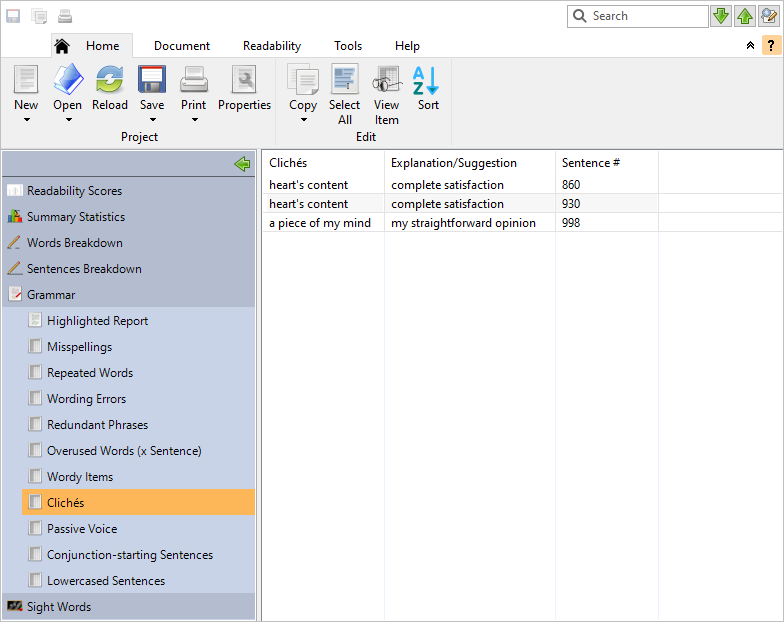 Search
Home Document Readability Tools Help
?
New Open Reload Save Print Properties Copy Select All View Item Sort
Project Edit
Clichés Explanation/Suggestion Sentence #
heart's content complete satisfaction 860
heart's content complete satisfaction 930
a piece of my mind my straightforward opinion 998
Readability Scores
Summary Statistics
Words Breakdown
Sentences Breakdown
Grammar
Highlighted Report
Misspellings
Repeated Words
Wording Errors
Redundant Phrases
Overused Words (x Sentence)
Wordy Items
Clichés
Passive Voice
Conjunction-starting Sentences
Lowercased Sentences
Sight Words